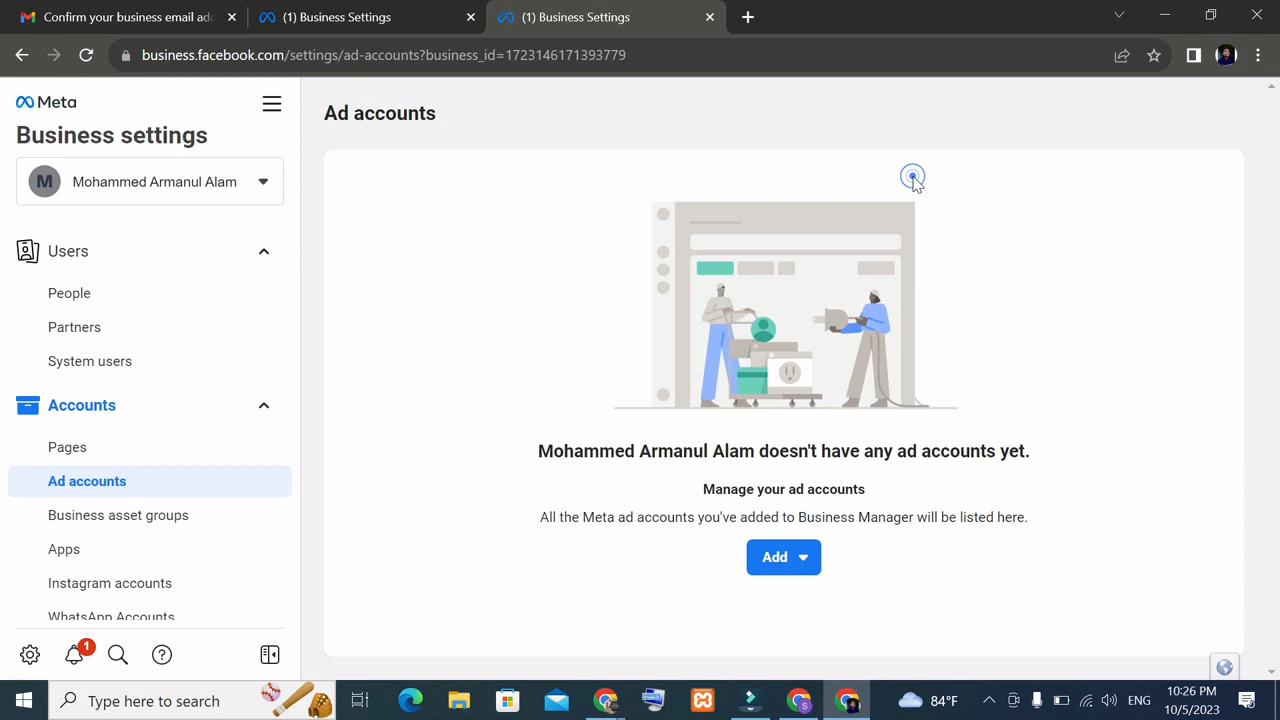 Confirm your business email ad
(1) Business Settings
(1) Business Settings
business.facebook.com/settings/ad-accounts?business_id=1723146171393779
Meta
Business settings
M
Mohammed Armanul Alam
Users
People
Partners
System users
Accounts
Pages
Ad accounts
Business asset groups
Apps
Instagram accounts
WhatsApp Accounts
1
Ad accounts
Mohammed Armanul Alam doesn't have any ad accounts yet.
Manage your ad accounts
All the Meta ad accounts you've added to Business Manager will be listed here.
Add
Type here to search
84°F
ENG
10:26 PM
10/5/2023